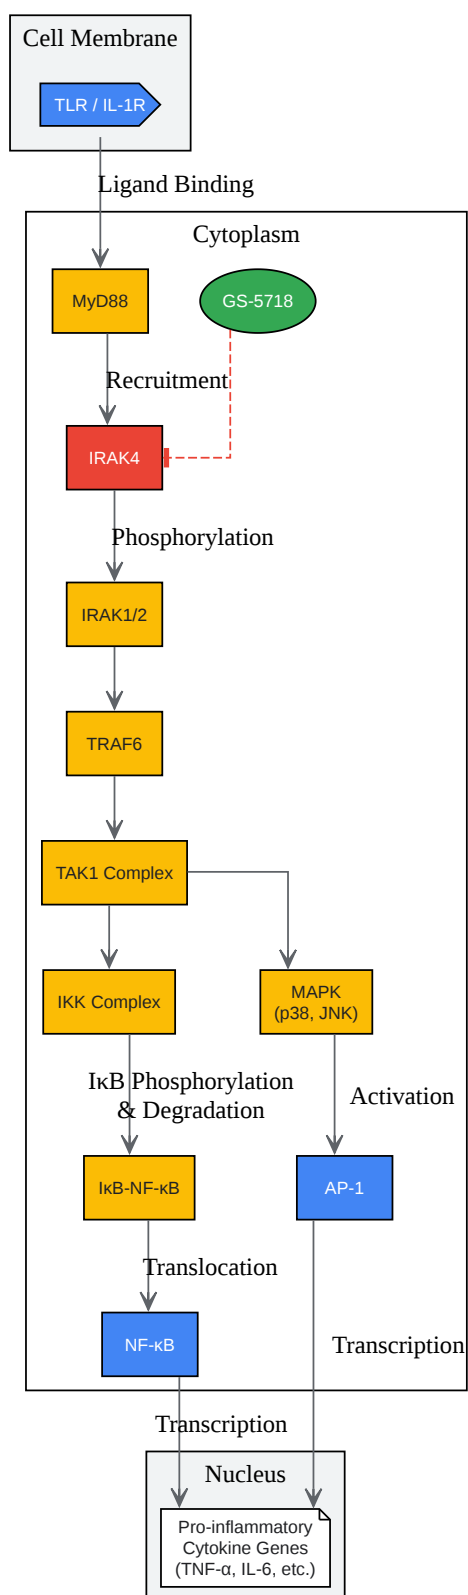 Cell Membrane
TLR / IL-1R
Ligand Binding
Cytoplasm
MyD88
GS-5718
Recruitment
IRAK4
Phosphorylation
IRAK1/2
TRAF6
TAK1 Complex
IKK Complex
MAPK
(p38, JNK)
IκB Phosphorylation
& Degradation
Activation
IκB-NF-κB
AP-1
Translocation
NF-κB
Transcription
Transcription
Nucleus
Pro-inflammatory
Cytokine Genes
(TNF-α, IL-6, etc.)